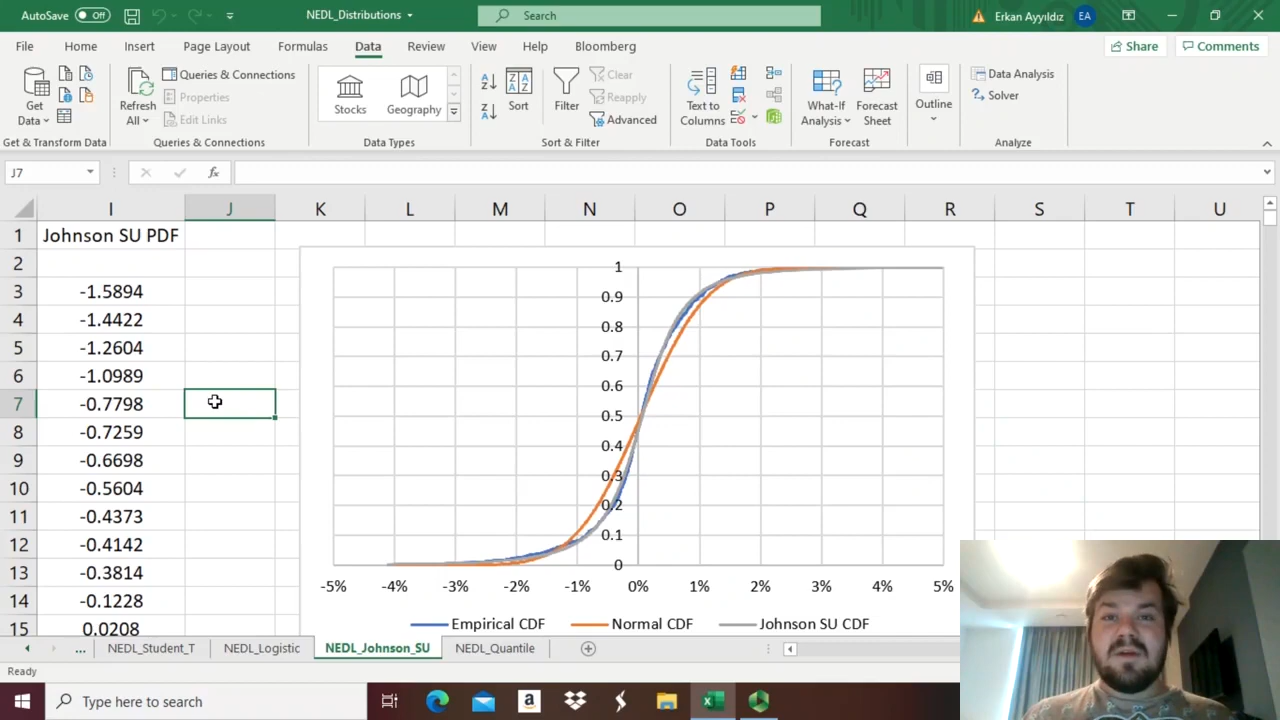 AutoSave Off NEDL_Distributions Search Erkan Ayyıldız EA
File Home Insert Page Layout Formulas Data Review View Help Bloomberg Share Comments
Get Data
Refresh All
Queries & Connections
Properties
Edit Links
Stocks
Geography
Sort
Filter
Clear
Reapply
Advanced
Text to Columns
What-If Analysis
Forecast Sheet
Outline
Data Analysis
Solver
Get & Transform Data Queries & Connections Data Types Sort & Filter Data Tools Forecast Analyze
J7 fx
I J K L M N O P Q R S T U
1 Johnson SU PDF
2
3 -1.5894
4 -1.4422
5 -1.2604
6 -1.0989
7 -0.7798
8 -0.7259
9 -0.6698
10 -0.5604
11 -0.4373
12 -0.4142
13 -0.3814
14 -0.1228
15 0.0208
1
0.9
0.8
0.7
0.6
0.5
0.4
0.3
0.2
0.1
0
-5% -4% -3% -2% -1% 0% 1% 2% 3% 4% 5%
Empirical CDF Normal CDF Johnson SU CDF
... NEDL_Student_T NEDL_Logistic NEDL_Johnson_SU NEDL_Quantile
Ready
Type here to search